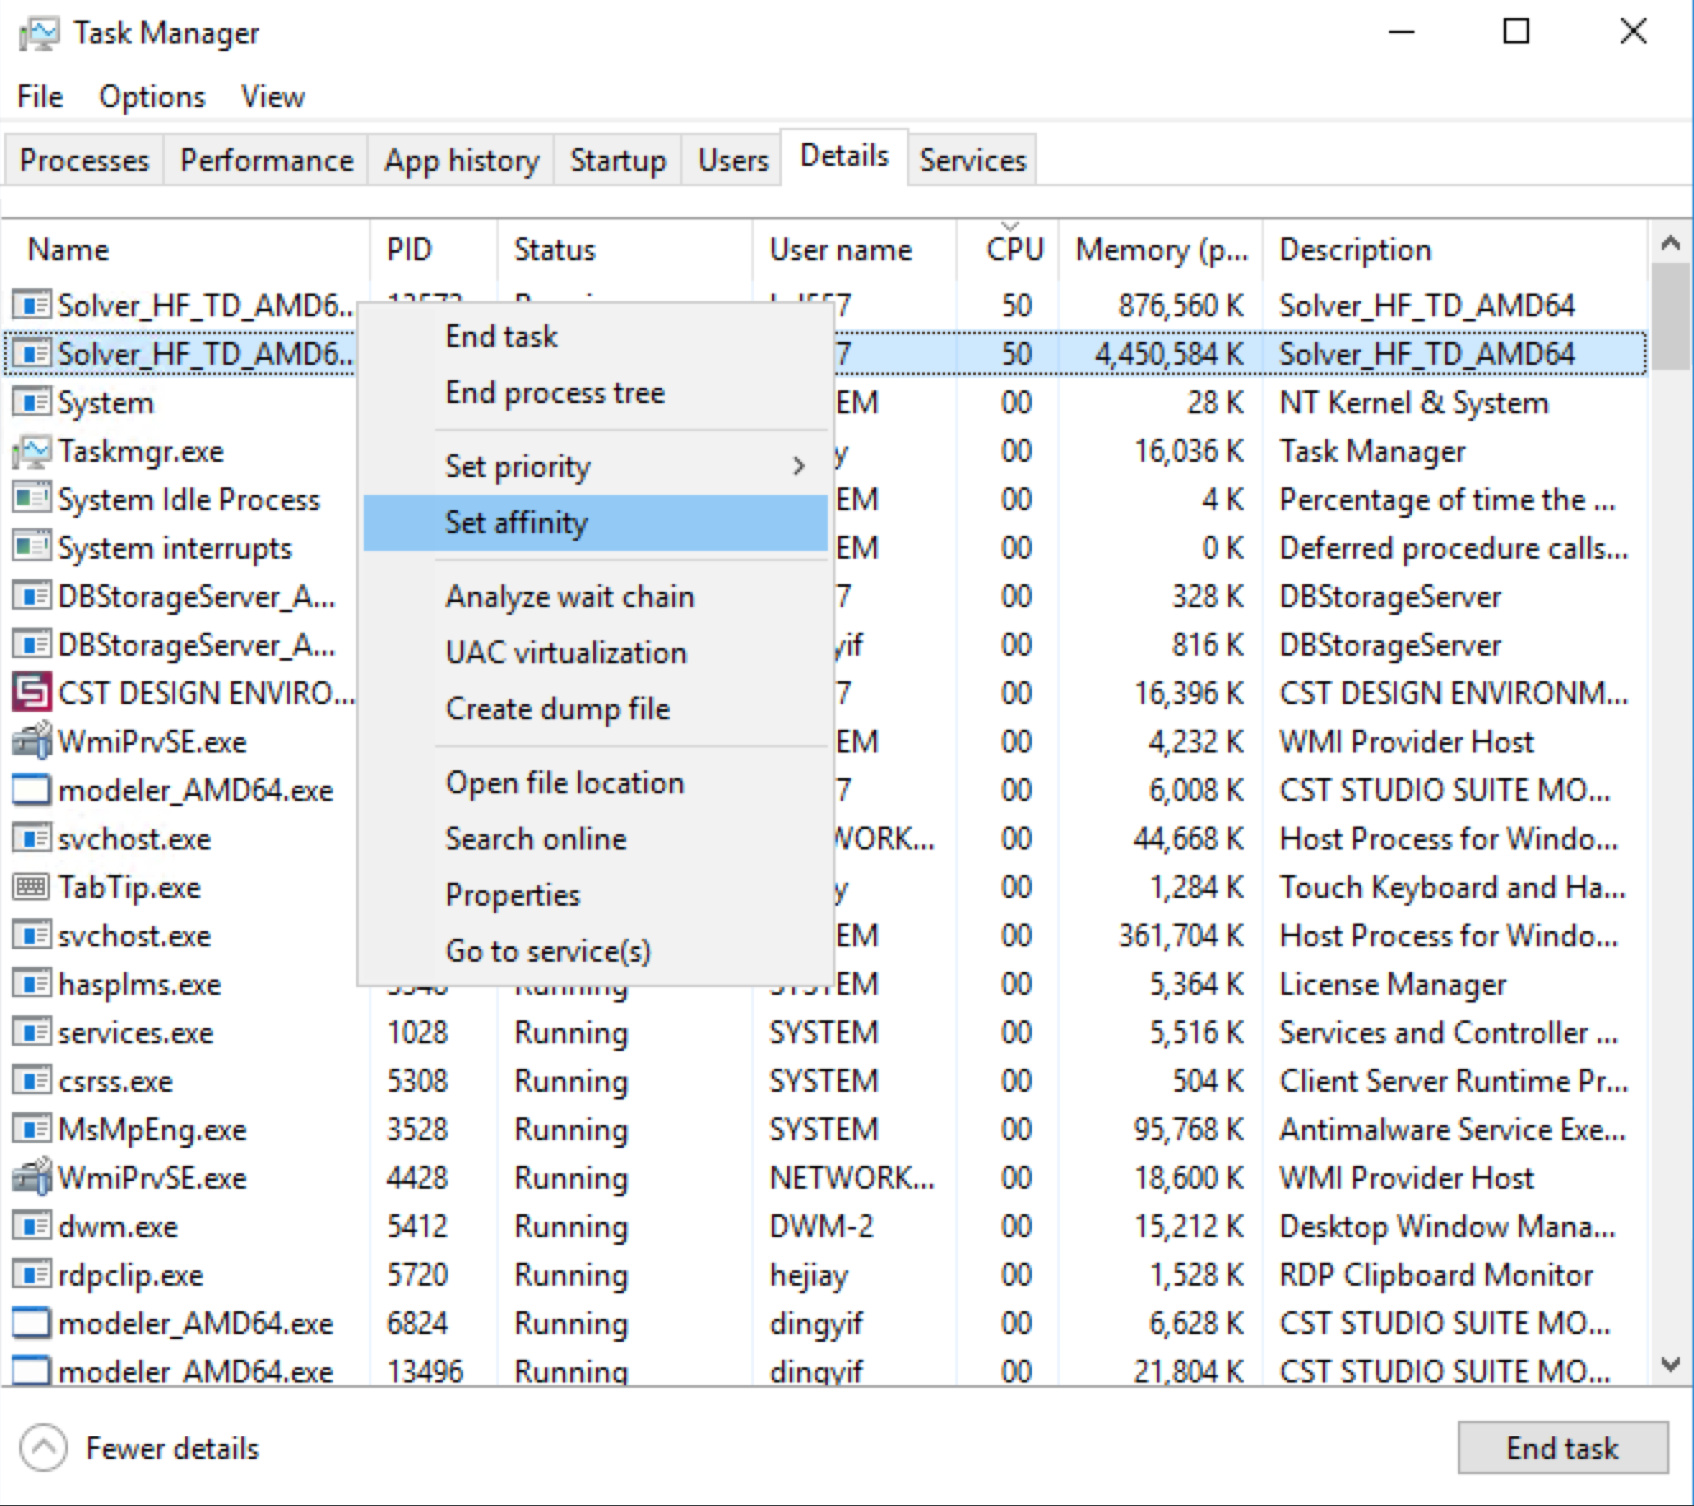 Task Manager
File Options View
Processes Performance App history Startup Users Details Services
Name PID Status User name CPU Memory (p... Description
Solver_HF_TD_AMD6... 50 876,560 K Solver_HF_TD_AMD64
End task
Solver_HF_TD_AMD6... 7 50 4,450,584 K Solver_HF_TD_AMD64
End process tree
System EM 00 28 K NT Kernel & System
Taskmgr.exe y 00 16,036 K Task Manager
Set priority
System Idle Process EM 00 4 K Percentage of time the ...
Set affinity
System interrupts EM 00 0 K Deferred procedure calls...
DBStorageServer_A... 7 00 328 K DBStorageServer
Analyze wait chain
DBStorageServer_A... yif 00 816 K DBStorageServer
UAC virtualization
CST DESIGN ENVIRO... 7 00 16,396 K CST DESIGN ENVIRONM...
Create dump file
WmiPrvSE.exe EM 00 4,232 K WMI Provider Host
modeler_AMD64.exe 7 00 6,008 K CST STUDIO SUITE MO...
Open file location
svchost.exe WORK... 00 44,668 K Host Process for Windo...
Search online
TabTip.exe y 00 1,284 K Touch Keyboard and Ha...
Properties
svchost.exe EM 00 361,704 K Host Process for Windo...
Go to service(s)
hasplms.exe Running SYSTEM 00 5,364 K License Manager
services.exe 1028 Running SYSTEM 00 5,516 K Services and Controller ...
csrss.exe 5308 Running SYSTEM 00 504 K Client Server Runtime Pr...
MsMpEng.exe 3528 Running SYSTEM 00 95,768 K Antimalware Service Exe...
WmiPrvSE.exe 4428 Running NETWORK... 00 18,600 K WMI Provider Host
dwm.exe 5412 Running DWM-2 00 15,212 K Desktop Window Mana...
rdpclip.exe 5720 Running hejiay 00 1,528 K RDP Clipboard Monitor
modeler_AMD64.exe 6824 Running dingyif 00 6,628 K CST STUDIO SUITE MO...
modeler_AMD64.exe 13496 Running dingyif 00 21,804 K CST STUDIO SUITE MO...
Fewer details End task